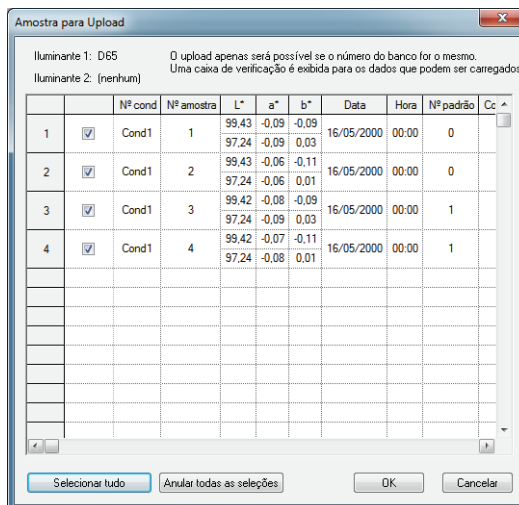 Amostra para Upload
Iluminante 1: D65
O upload apenas será possível se o número do banco for o mesmo.
Uma caixa de verificação é exibida para os dados que podem ser carregados
Iluminante 2: (nenhum)
Nº cond Nº amostra L* a* b* Data Hora Nº padrão Co
1 Cond1 1 99,43 -0,09 -0,09 16/05/2000 00:00 0
97,24 -0,09 0,03
2 Cond1 2 99,43 -0,06 -0,11 16/05/2000 00:00 0
97,24 -0,06 0,01
3 Cond1 3 99,42 -0,08 -0,09 16/05/2000 00:00 1
97,24 -0,09 0,03
4 Cond1 4 99,42 -0,07 -0,11 16/05/2000 00:00 1
97,24 -0,08 0,01
Selecionar tudo Anular todas as seleções OK Cancelar